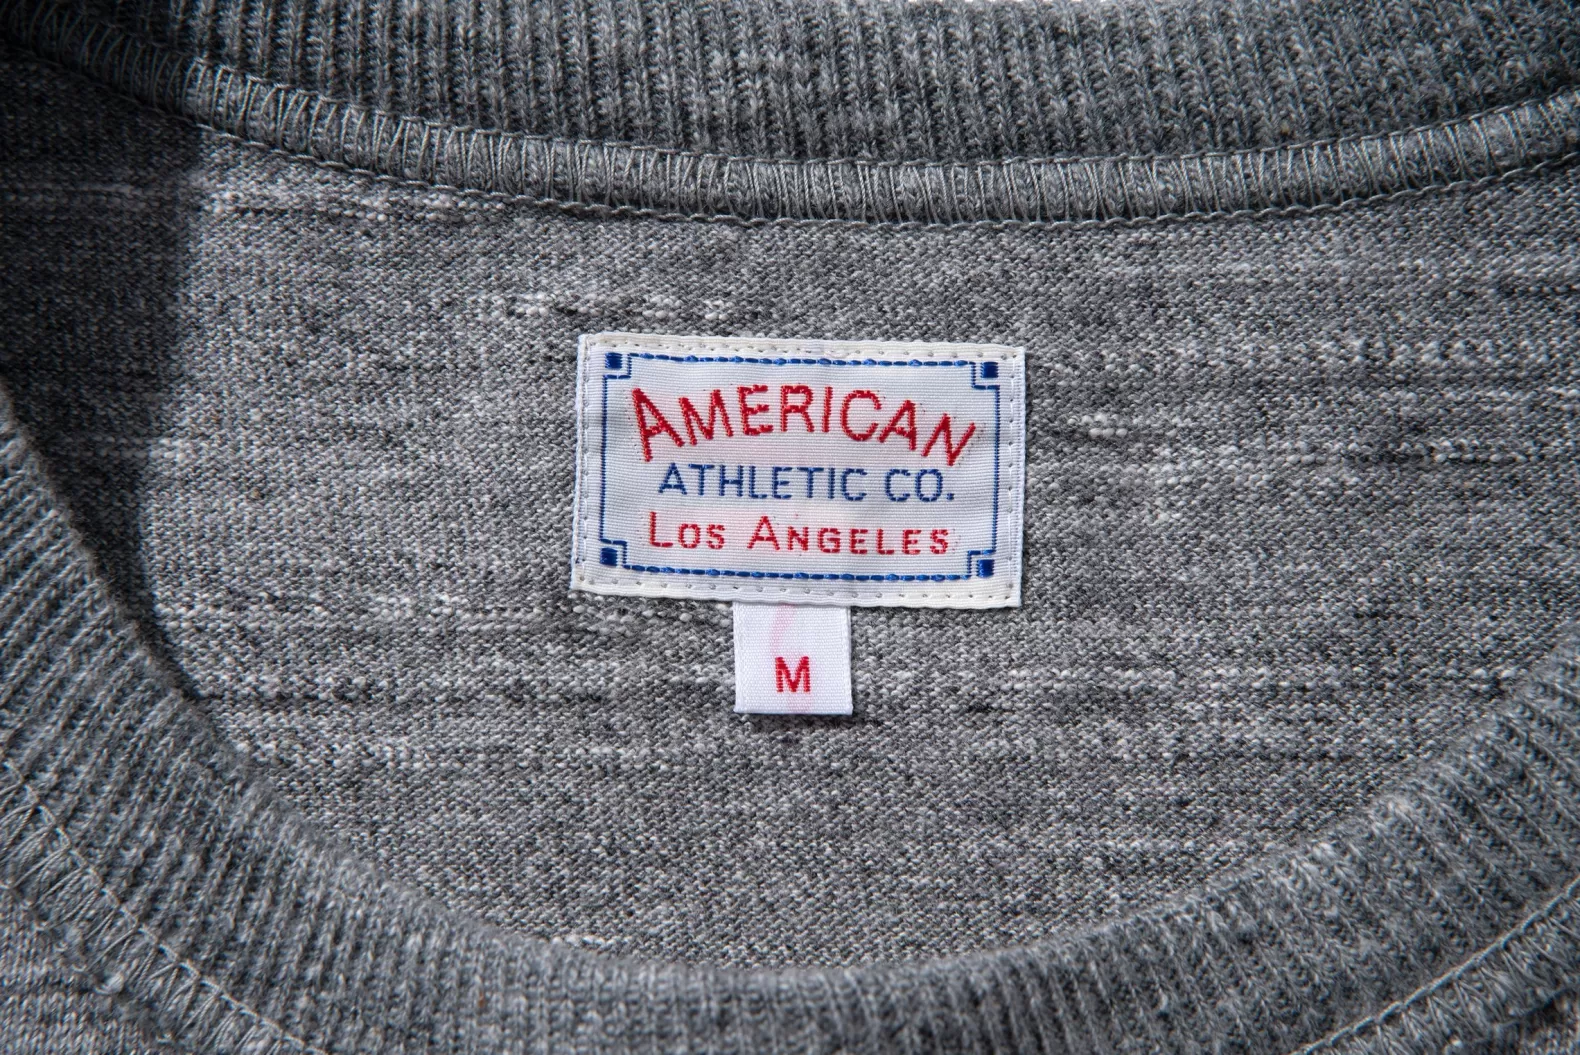 AMERICAN
ATHLETIC CO.
LOS ANGELES
M